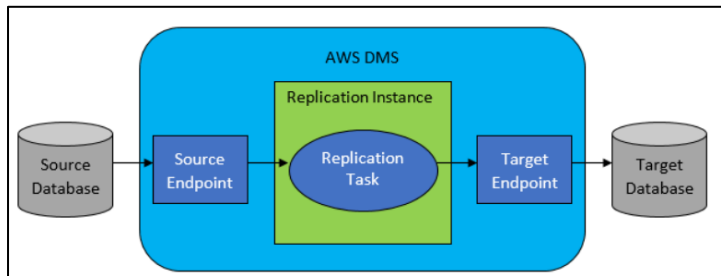 AWS DMS
Replication Instance
Source
Database
Source
Endpoint
Replication
Task
Target
Endpoint
Target
Database